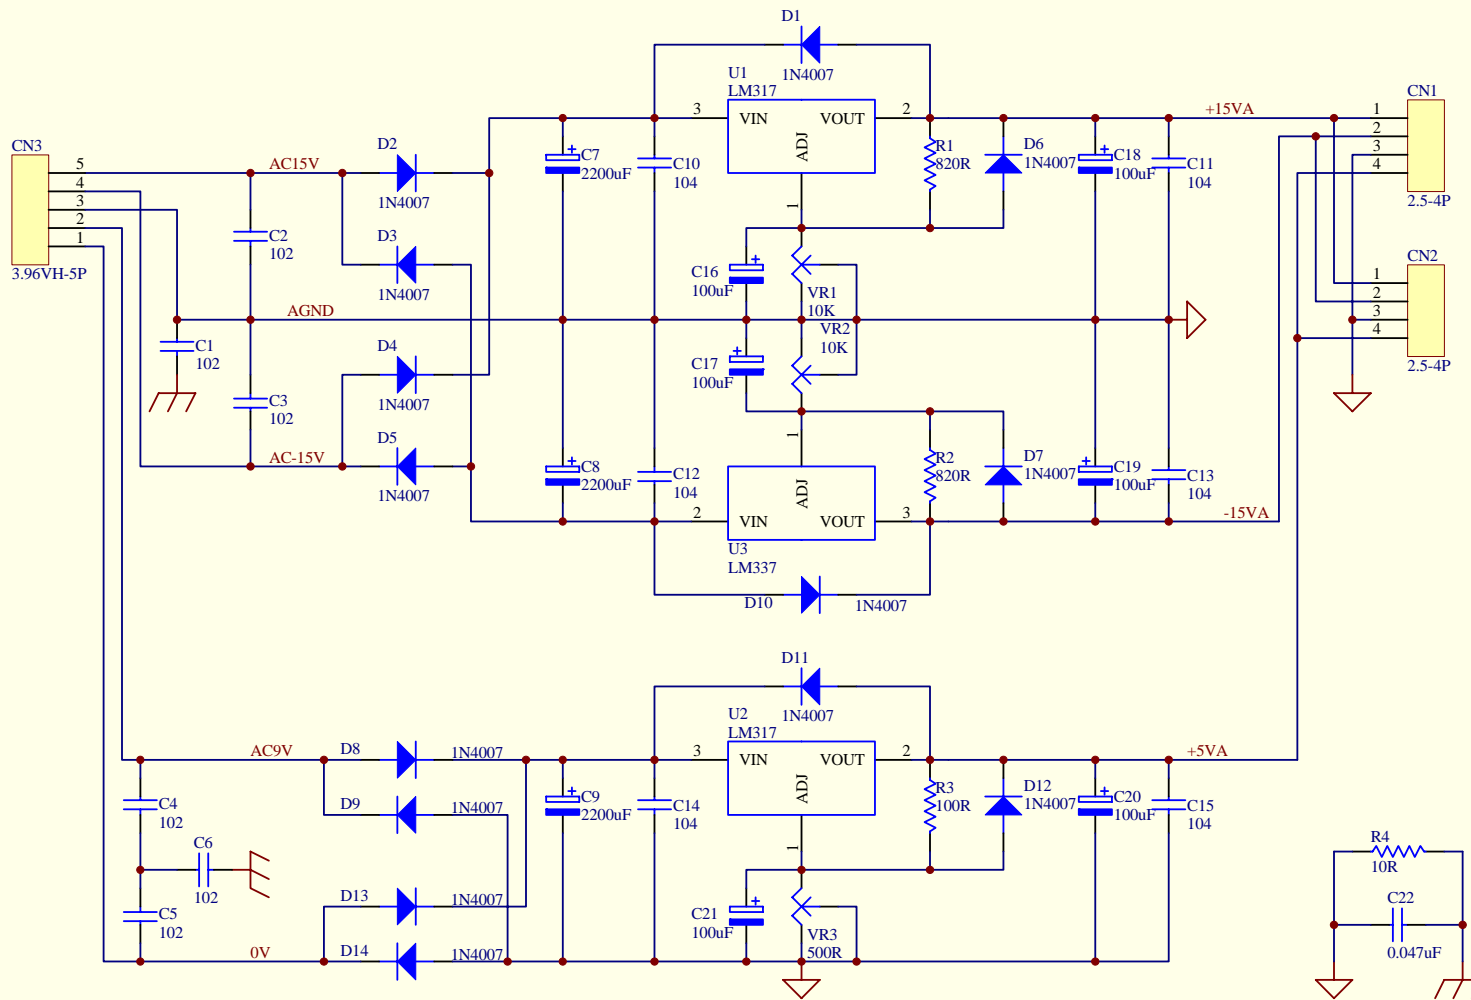 D1
1N4007
U1
LM317
3
VIN
VOUT
2
ADJ
1
+15VA
CN1
1
2
3
4
2.5-4P
CN3
5
4
3
2
1
3.96VH-5P
AC15V
D2
1N4007
D3
1N4007
C2
102
AGND
C1
102
C3
102
D4
1N4007
AC-15V
D5
1N4007
C7
2200uF
C10
104
R1
820R
D6
1N4007
C18
100uF
C11
104
C16
100uF
VR1
10K
VR2
10K
C17
100uF
CN2
1
2
3
4
2.5-4P
C8
2200uF
C12
104
1
ADJ
2
VIN
VOUT
3
U3
LM337
R2
820R
D7
1N4007
C19
100uF
C13
104
-15VA
D10
1N4007
D11
1N4007
U2
LM317
3
VIN
VOUT
2
ADJ
1
+5VA
AC9V
D8
1N4007
D9
1N4007
C4
102
C6
102
C5
102
D13
1N4007
0V
D14
1N4007
C9
2200uF
C14
104
R3
100R
D12
1N4007
C20
100uF
C15
104
C21
100uF
VR3
500R
R4
10R
C22
0.047uF